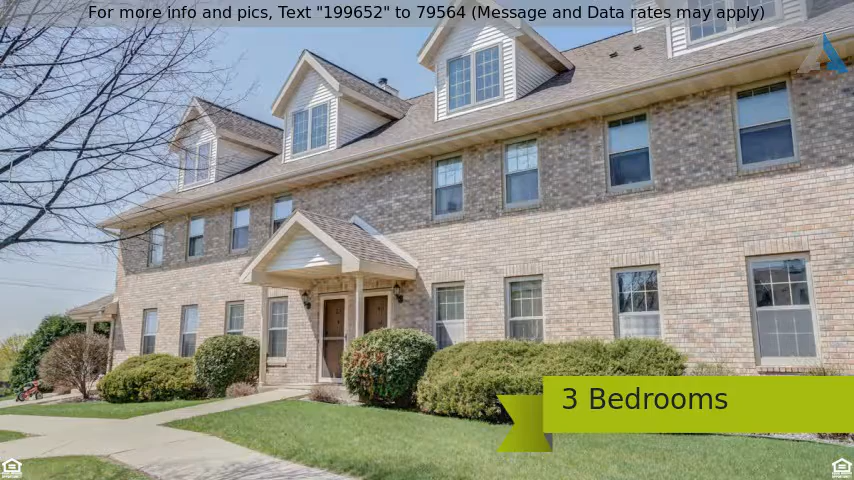 For more info and pics, Text "199652" to 79564 (Message and Data rates may apply)
3 Bedrooms